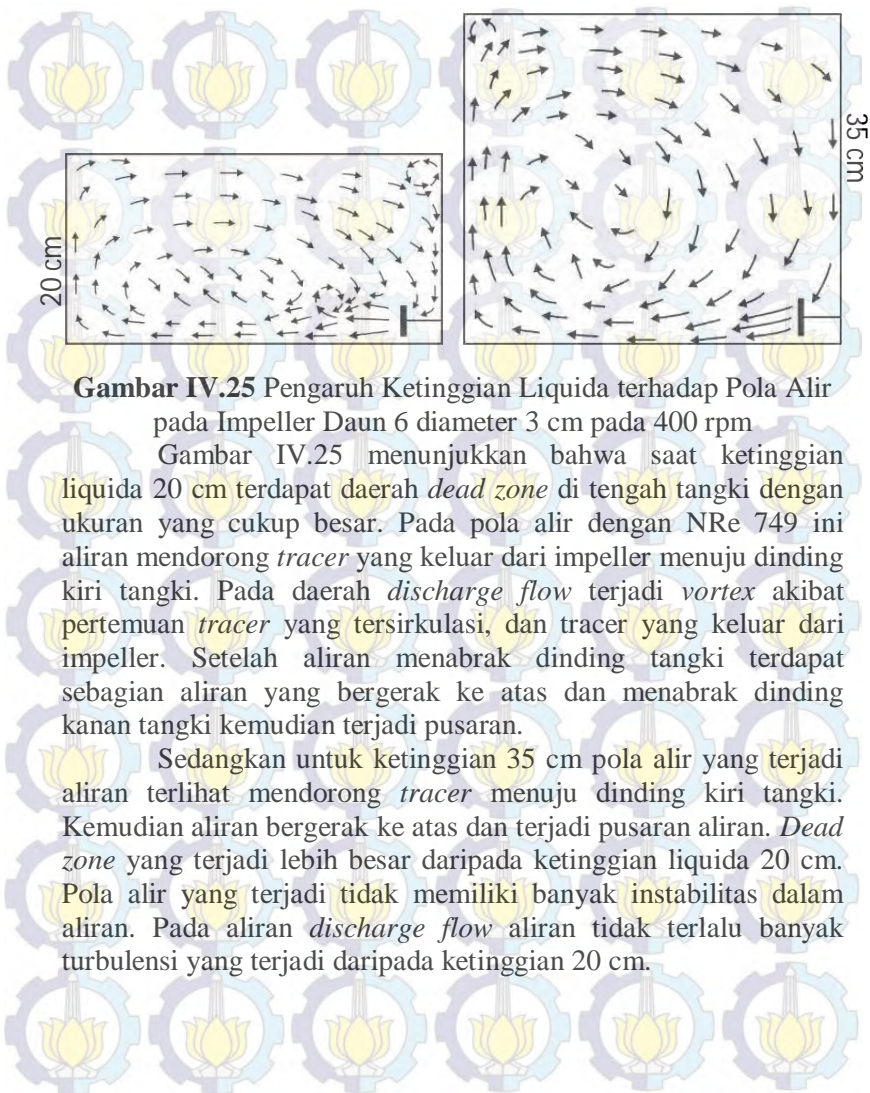 20 cm
35 cm
Gambar IV.25 Pengaruh Ketinggian Liquida terhadap Pola Alir
pada Impeller Daun 6 diameter 3 cm pada 400 rpm
Gambar IV.25 menunjukkan bahwa saat ketinggian
liquida 20 cm terdapat daerah dead zone di tengah tangki dengan
ukuran yang cukup besar. Pada pola alir dengan NRe 749 ini
aliran mendorong tracer yang keluar dari impeller menuju dinding
kiri tangki. Pada daerah discharge flow terjadi vortex akibat
pertemuan tracer yang tersirkulasi, dan tracer yang keluar dari
impeller. Setelah aliran menabrak dinding tangki terdapat
sebagian aliran yang bergerak ke atas dan menabrak dinding
kanan tangki kemudian terjadi pusaran.
Sedangkan untuk ketinggian 35 cm pola alir yang terjadi
aliran terlihat mendorong tracer menuju dinding kiri tangki.
Kemudian aliran bergerak ke atas dan terjadi pusaran aliran. Dead
zone yang terjadi lebih besar daripada ketinggian liquida 20 cm.
Pola alir yang terjadi tidak memiliki banyak instabilitas dalam
aliran. Pada aliran discharge flow aliran tidak terlalu banyak
turbulensi yang terjadi daripada ketinggian 20 cm.